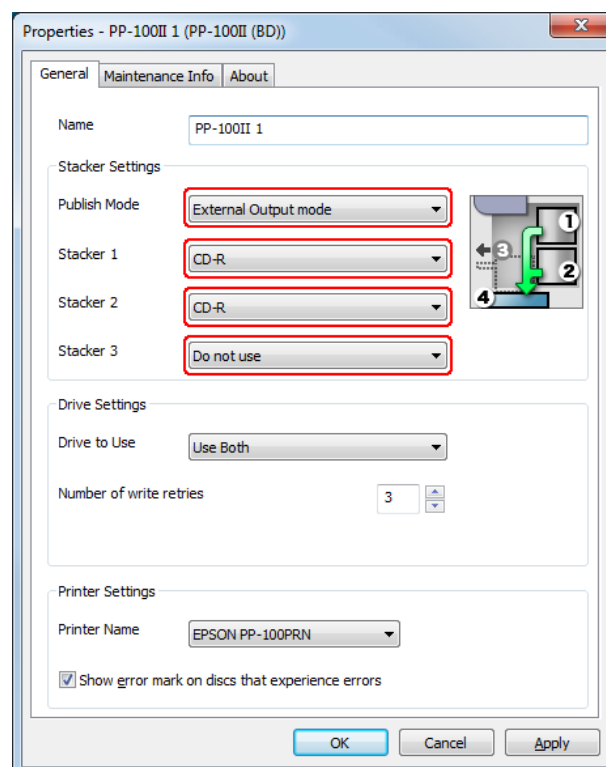 Properties - PP-100II 1 (PP-100II (BD))
General Maintenance Info About
Name PP-100II 1
Stacker Settings
Publish Mode External Output mode
Stacker 1 CD-R
1
3
Stacker 2 CD-R
2
4
Stacker 3 Do not use
Drive Settings
Drive to Use Use Both
Number of write retries 3
Printer Settings
Printer Name EPSON PP-100PRN
Show error mark on discs that experience errors
OK Cancel Apply